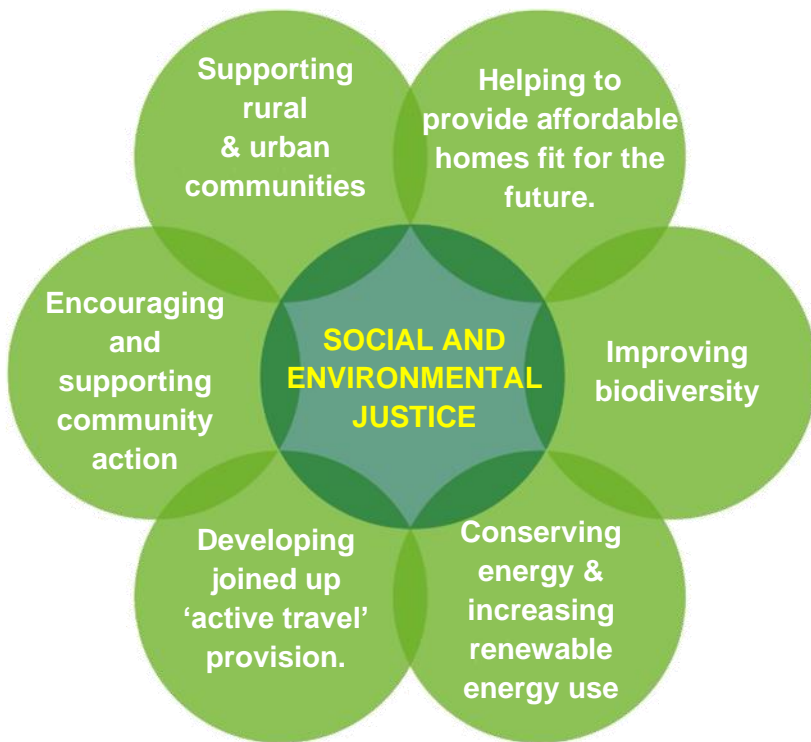 Supporting
rural
& urban
communities
Helping to
provide affordable
homes fit for the
future.
Encouraging
and
supporting
community
action
SOCIAL AND
ENVIRONMENTAL
JUSTICE
Improving
biodiversity
Developing
joined up
‘active travel’
provision.
Conserving
energy &
increasing
renewable
energy use